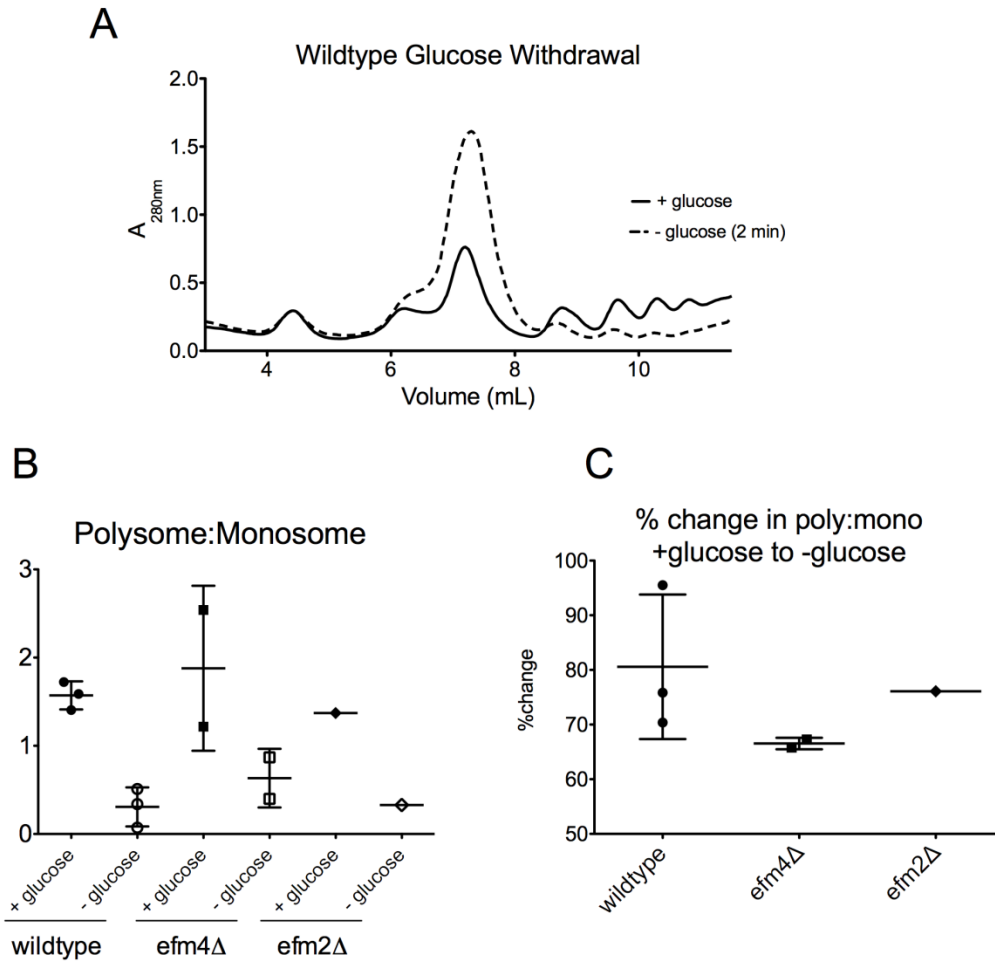 A
Wildtype Glucose Withdrawal
2.0
1.5
1.0
0.5
0.0
A280nm
4
6
8
10
Volume (mL)
+ glucose
- glucose (2 min)
B
Polysome:Monosome
3
2
1
0
+ glucose
- glucose
+ glucose
- glucose
+ glucose
- glucose
wildtype
efm4Δ
efm2Δ
C
% change in poly:mono
+glucose to -glucose
100
90
80
70
60
50
%change
wildtype
efm4Δ
efm2Δ